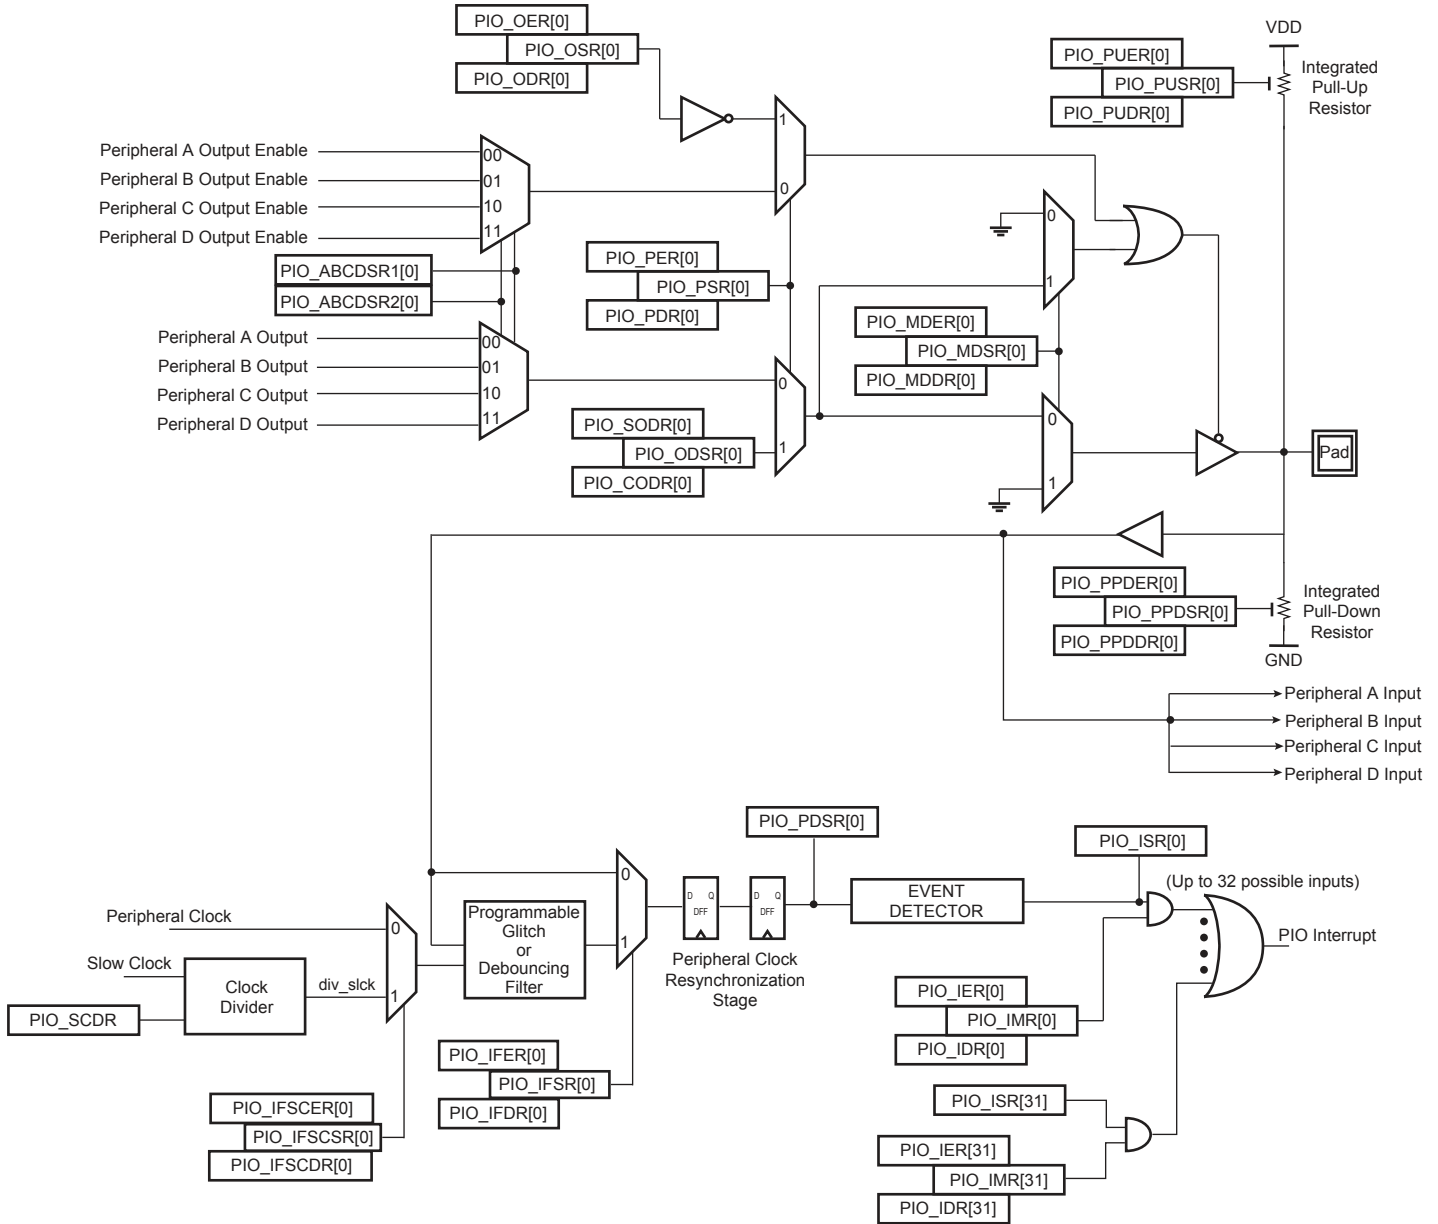 PIO_OER[0]
PIO_OSR[0]
PIO_ODR[0]
1
0
Peripheral A Output Enable
Peripheral B Output Enable
Peripheral C Output Enable
Peripheral D Output Enable
00
01
10
11
PIO_ABCDSR1[0]
PIO_ABCDSR2[0]
Peripheral A Output
Peripheral B Output
Peripheral C Output
Peripheral D Output
00
01
10
11
PIO_PER[0]
PIO_PSR[0]
PIO_PDR[0]
0
1
PIO_SODR[0]
PIO_ODSR[0]
PIO_CODR[0]
PIO_MDER[0]
PIO_MDSR[0]
PIO_MDDR[0]
0
1
0
1
PIO_PUER[0]
PIO_PUSR[0]
PIO_PUDR[0]
VDD
Integrated
Pull-Up
Resistor
Pad
PIO_PPDER[0]
PIO_PPDSR[0]
PIO_PPDDR[0]
Integrated
Pull-Down
Resistor
GND
Peripheral A Input
Peripheral B Input
Peripheral C Input
Peripheral D Input
Peripheral Clock
Slow Clock
PIO_SCDR
Clock
Divider
div_slck
0
1
PIO_IFSCER[0]
PIO_IFSCSR[0]
PIO_IFSCDR[0]
Programmable
Glitch
or
Debouncing
Filter
0
1
PIO_IFER[0]
PIO_IFSR[0]
PIO_IFDR[0]
D Q
DFF
D Q
DFF
Peripheral Clock
Resynchronization
Stage
PIO_PDSR[0]
EVENT
DETECTOR
PIO_ISR[0]
(Up to 32 possible inputs)
PIO Interrupt
PIO_IER[0]
PIO_IMR[0]
PIO_IDR[0]
PIO_ISR[31]
PIO_IER[31]
PIO_IMR[31]
PIO_IDR[31]